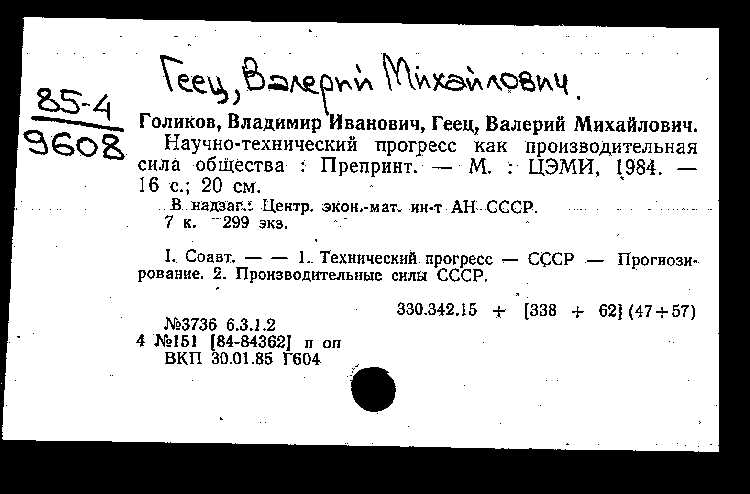 Геец, Валерий Михайлович.
85-4
9608
Голиков, Владимир Иванович, Геец, Валерий Михайлович.
Научно-технический прогресс как производительная
сила общества : Препринт. — М. : ЦЭМИ, 1984. —
16 с.; 20 см.
В надзаг.: Центр. экон.-мат. ин-т АН СССР.
7 к. 299 экз.
I. Соавт. — — 1. Технический прогресс — СССР — Прогнози-
рование. 2. Производительные силы СССР.
330.342.15 + [338 + 62] (47+57)
№3736 6.3.1.2
4 №151 [84-84362] п оп
ВКП 30.01.85 Г604